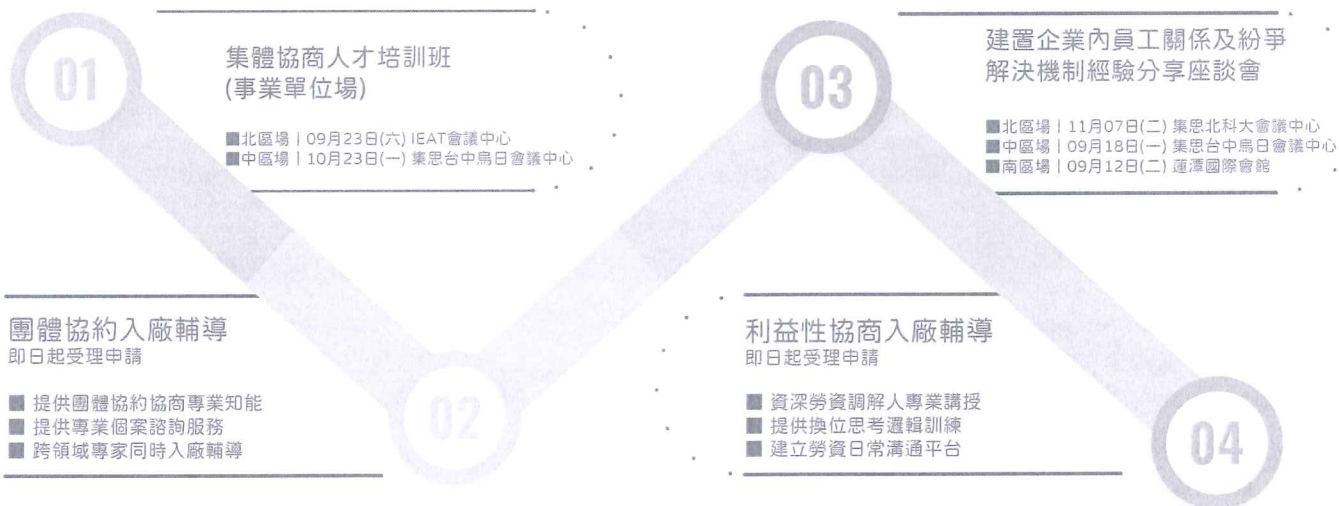 01
集體協商人才培訓班
(事業單位場)
■北區場 | 09月23日(六) IEAT會議中心
■中區場 | 10月23日(一) 集思台中烏日會議中心
團體協約入廠輔導
即日起受理申請
■ 提供團體協約協商專業知能
■ 提供專業個案諮詢服務
■ 跨領域專家同時入廠輔導
02
03
建置企業內員工關係及紛爭
解決機制經驗分享座談會
■北區場 | 11月07日(二) 集思北科大會議中心
■中區場 | 09月18日(一) 集思台中烏日會議中心
■南區場 | 09月12日(二) 蓮潭國際會館
利益性協商入廠輔導
即日起受理申請
■ 資深勞資調解人專業講授
■ 提供換位思考邏輯訓練
■ 建立勞資日常溝通平台
04